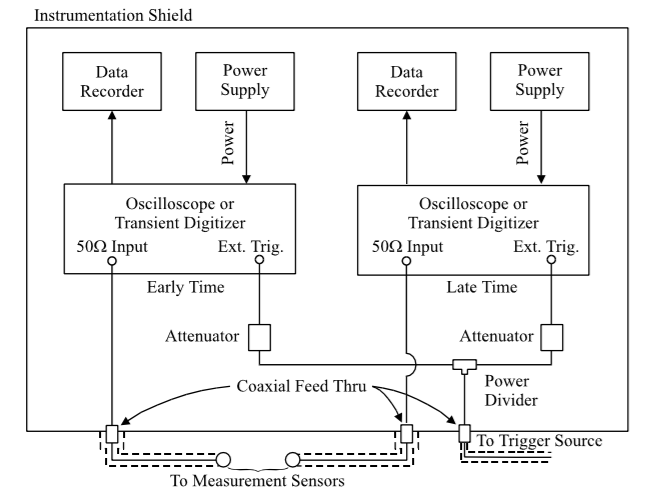 Instrumentation Shield
Data
Recorder
Power
Supply
Data
Recorder
Power
Supply
Power
Power
Oscilloscope or
Transient Digitizer
50Ω Input
Ext. Trig.
Oscilloscope or
Transient Digitizer
50Ω Input
Ext. Trig.
Early Time
Late Time
Attenuator
Attenuator
Coaxial Feed Thru
Power
Divider
To Trigger Source
To Measurement Sensors